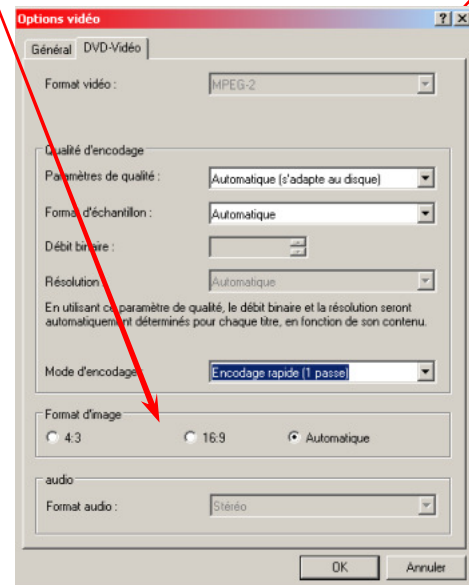 Options vidéo
Général DVD-Vidéo
Format vidéo : MPEG-2
Qualité d'encodage
Paramètres de qualité : Automatique (s'adapte au disque)
Format d'échantillon : Automatique
Débit binaire :
Résolution : Automatique
En utilisant ce paramètre de qualité, le débit binaire et la résolution seront
automatiquement déterminés pour chaque titre, en fonction de son contenu.
Mode d'encodage : Encodage rapide (1 passe)
Format d'image
4:3 16:9 Automatique
audio
Format audio : Stéréo
OK Annuler